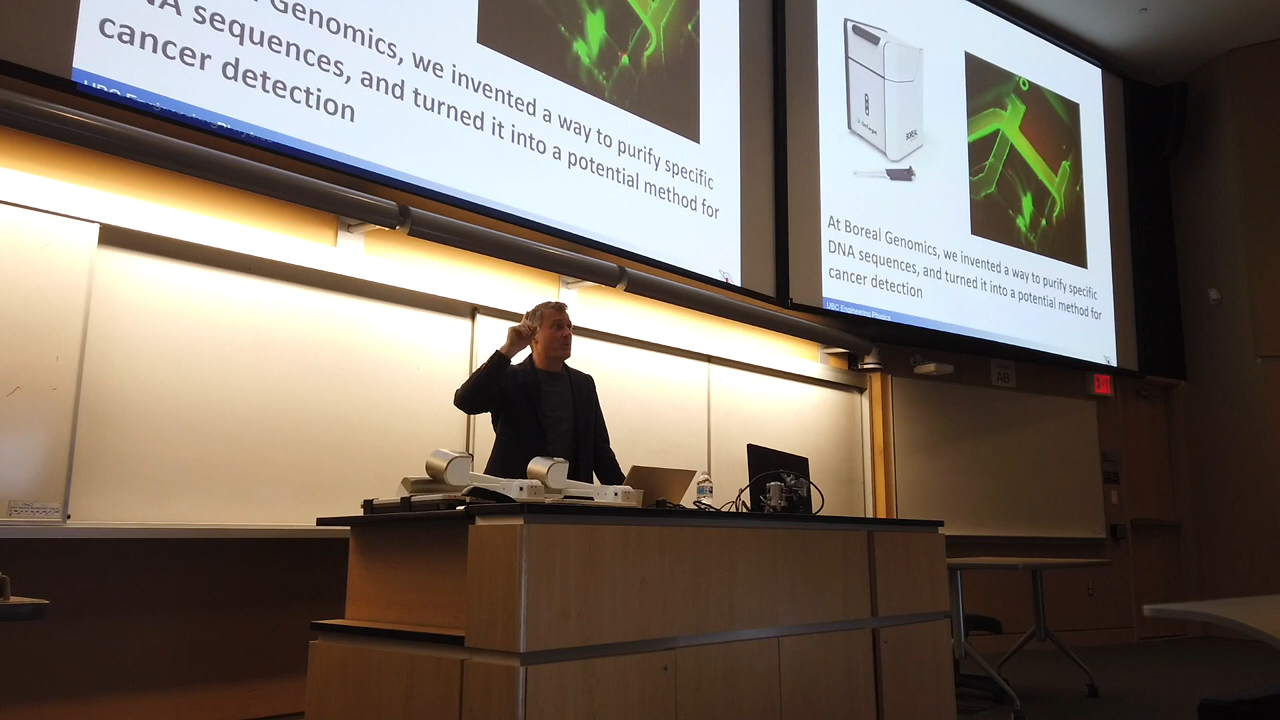 Genomics, we invented a way to purify specific
sequences, and turned it into a potential method for
cancer detection
At Boreal Genomics, we invented a way to purify specific
DNA sequences, and turned it into a potential method for
cancer detection
UBC Engineering Physics
AB